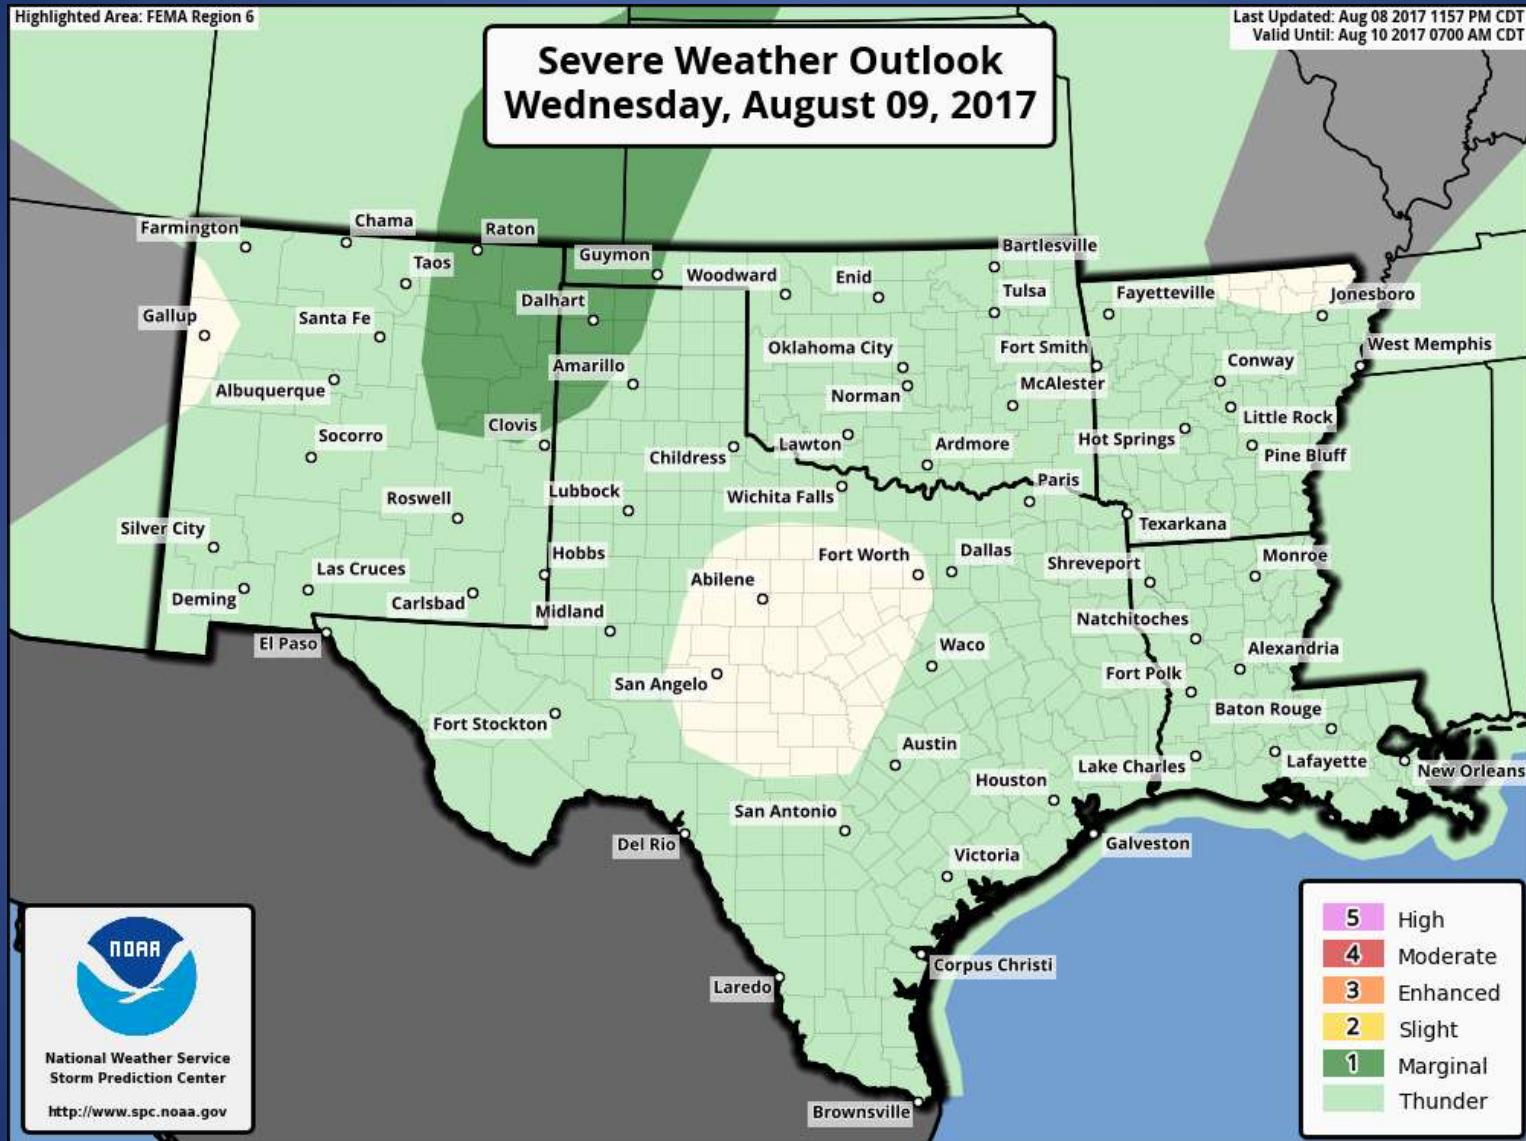 Highlighted Area: FEMA Region 6
Last Updated: Aug 08 2017 1157 PM CDT
Valid Until: Aug 10 2017 0700 AM CDT
Severe Weather Outlook
Wednesday, August 09, 2017
Farmington
Chama
Raton
Taos
Guymon
Woodward
Enid
Bartlesville
Dalhart
Tulsa
Fayetteville
Jonesboro
Gallup
Santa Fe
Oklahoma City
Fort Smith
West Memphis
Albuquerque
Amarillo
Norman
McAlester
Conway
Little Rock
Socorro
Clovis
Childress
Lawton
Ardmore
Hot Springs
Pine Bluff
Roswell
Lubbock
Wichita Falls
Paris
Texarkana
Silver City
Las Cruces
Hobbs
Abilene
Fort Worth
Dallas
Shreveport
Monroe
Deming
Carlsbad
Midland
Natchitoches
El Paso
San Angelo
Waco
Fort Polk
Alexandria
Fort Stockton
Baton Rouge
Austin
Houston
Lake Charles
Lafayette
New Orleans
San Antonio
Del Rio
Victoria
Galveston
Corpus Christi
Laredo
Brownsville
NOAA
National Weather Service
Storm Prediction Center
http://www.spc.noaa.gov
5 High
4 Moderate
3 Enhanced
2 Slight
1 Marginal
Thunder